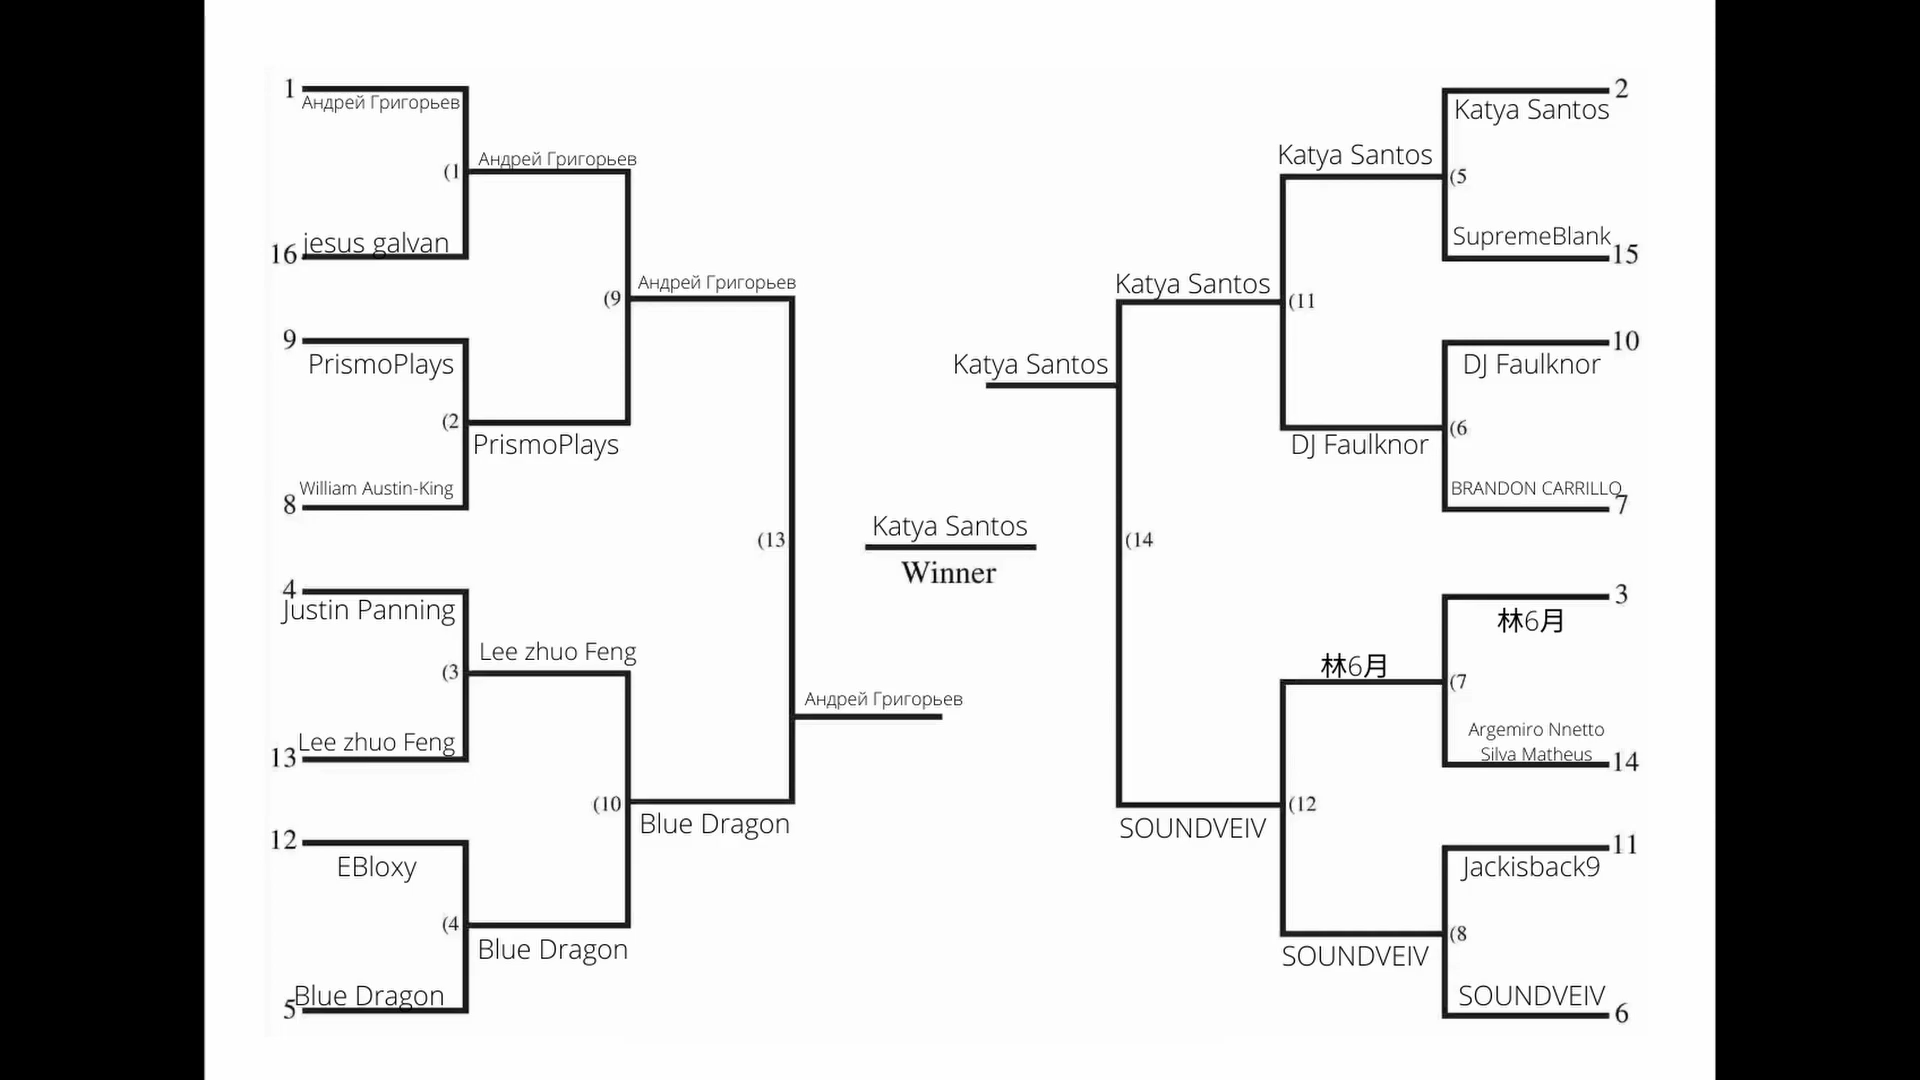 1
Андрей Григорьев
(1
Андрей Григорьев
16
jesus galvan
(9
Андрей Григорьев
9
PrismoPlays
(2
PrismoPlays
8
William Austin-King
(13
Андрей Григорьев
4
Justin Panning
(3
Lee zhuo Feng
13
Lee zhuo Feng
(10
Blue Dragon
12
EBloxy
(4
Blue Dragon
5
Blue Dragon
Katya Santos
Winner
Katya Santos
(14
Katya Santos
(11
Katya Santos
(5
2
Katya Santos
SupremeBlank
15
DJ Faulknor
(6
10
DJ Faulknor
BRANDON CARRILLO
7
SOUNDVEIV
(12
林6月
(7
3
林6月
Argemiro Nnetto
Silva Matheus
14
SOUNDVEIV
(8
11
Jackisback9
SOUNDVEIV
6